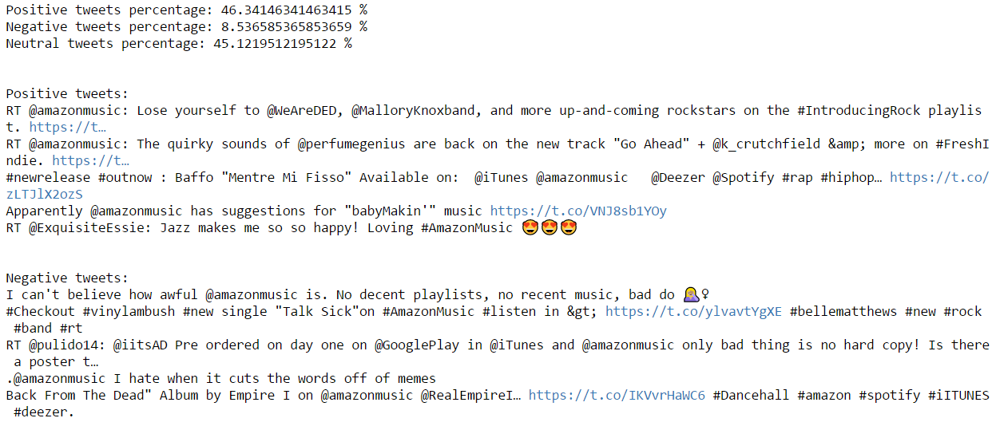 Positive tweets percentage: 46.34146341463415 %
Negative tweets percentage: 8.536585365853659 %
Neutral tweets percentage: 45.1219512195122 %
Positive tweets:
RT @amazonmusic: Lose yourself to @WeAreDED, @MalloryKnoxband, and more up-and-coming rockstars on the #IntroducingRock playlis
t. https://t…
RT @amazonmusic: The quirky sounds of @perfumegenius are back on the new track "Go Ahead" + @k_crutchfield &amp; more on #FreshI
ndie. https://t…
#newrelease #outnow : Baffo "Mentre Mi Fisso" Available on:  @iTunes @amazonmusic   @Deezer @Spotify #rap #hiphop… https://t.co/
zLTJlX2ozS
Apparently @amazonmusic has suggestions for "babyMakin'" music https://t.co/VNJ8sb1YOy
RT @ExquisiteEssie: Jazz makes me so so happy! Loving #AmazonMusic 😍😍😍
Negative tweets:
I can't believe how awful @amazonmusic is. No decent playlists, no recent music, bad do 🤦🏼♀
#Checkout #vinylambush #new single "Talk Sick"on #AmazonMusic #listen in &gt; https://t.co/ylvavtYgXE #bellematthews #new #rock
#band #rt
RT @pulido14: @iitsAD Pre ordered on day one on @GooglePlay in @iTunes and @amazonmusic only bad thing is no hard copy! Is there
a poster t…
.@amazonmusic I hate when it cuts the words off of memes
Back From The Dead" Album by Empire I on @amazonmusic @RealEmpireI… https://t.co/IKVvrHaWC6 #Dancehall #amazon #spotify #iITUNES
#deezer.